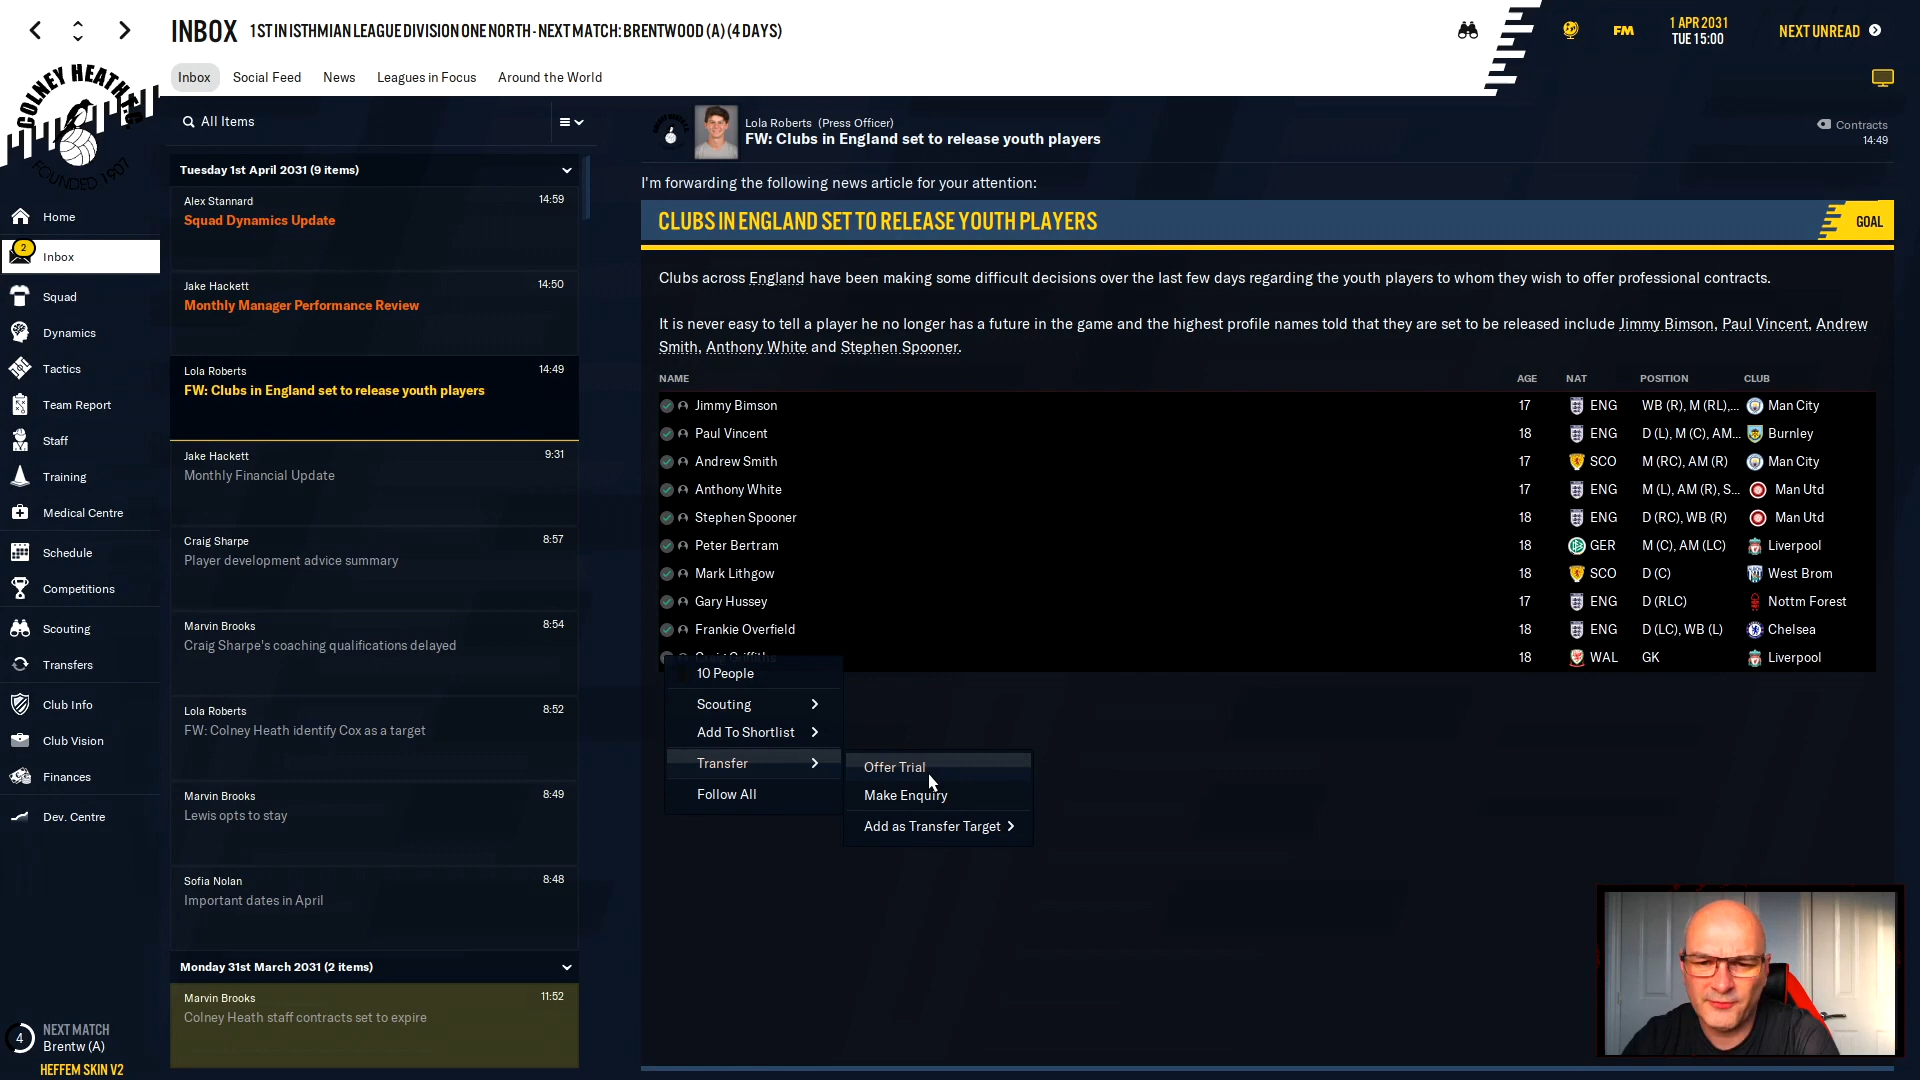 INBOX
1ST IN ISTHMIAN LEAGUE DIVISION ONE NORTH - NEXT MATCH: BRENTWOOD (A) (4 DAYS)
FM
1 APR 2031
TUE 15:00
NEXT UNREAD
Inbox
Social Feed
News
Leagues in Focus
Around the World
COLNEY HEATH
FOUNDED 1907
Home
2
Inbox
Squad
Dynamics
Tactics
Team Report
Staff
Training
Medical Centre
Schedule
Competitions
Scouting
Transfers
Club Info
Club Vision
Finances
Dev. Centre
4
NEXT MATCH
Brentw (A)
HEFFEM SKIN V2
All Items
Tuesday 1st April 2031 (9 items)
Alex Stannard 14:59
Squad Dynamics Update
Jake Hackett 14:50
Monthly Manager Performance Review
Lola Roberts 14:49
FW: Clubs in England set to release youth players
Jake Hackett 9:31
Monthly Financial Update
Craig Sharpe 8:57
Player development advice summary
Marvin Brooks 8:54
Craig Sharpe's coaching qualifications delayed
Lola Roberts 8:52
FW: Colney Heath identify Cox as a target
Marvin Brooks 8:49
Lewis opts to stay
Sofia Nolan 8:48
Important dates in April
Monday 31st March 2031 (2 items)
Marvin Brooks 11:52
Colney Heath staff contracts set to expire
Lola Roberts (Press Officer)
FW: Clubs in England set to release youth players
Contracts
14:49
I'm forwarding the following news article for your attention:
CLUBS IN ENGLAND SET TO RELEASE YOUTH PLAYERS
GOAL
Clubs across England have been making some difficult decisions over the last few days regarding the youth players to whom they wish to offer professional contracts.
It is never easy to tell a player he no longer has a future in the game and the highest profile names told that they are set to be released include Jimmy Bimson, Paul Vincent, Andrew
Smith, Anthony White and Stephen Spooner.
NAME AGE NAT POSITION CLUB
Jimmy Bimson 17 ENG WB (R), M (RL),... Man City
Paul Vincent 18 ENG D (L), M (C), AM... Burnley
Andrew Smith 17 SCO M (RC), AM (R) Man City
Anthony White 17 ENG M (L), AM (R), S... Man Utd
Stephen Spooner 18 ENG D (RC), WB (R) Man Utd
Peter Bertram 18 GER M (C), AM (LC) Liverpool
Mark Lithgow 18 SCO D (C) West Brom
Gary Hussey 17 ENG D (RLC) Nottm Forest
Frankie Overfield 18 ENG D (LC), WB (L) Chelsea
Craig Griffiths 18 WAL GK Liverpool
10 People
Scouting
Add To Shortlist
Transfer
Follow All
Offer Trial
Make Enquiry
Add as Transfer Target